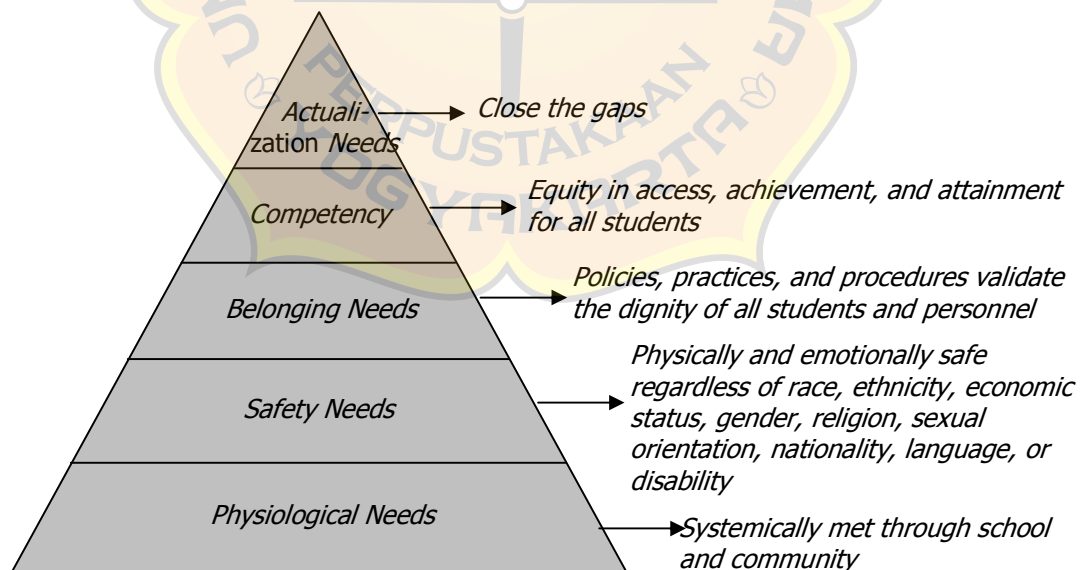 Actuali-
zation Needs
Close the gaps
Competency
Equity in access, achievement, and attainment
for all students
Belonging Needs
Policies, practices, and procedures validate
the dignity of all students and personnel
Safety Needs
Physically and emotionally safe
regardless of race, ethnicity, economic
status, gender, religion, sexual
orientation, nationality, language, or
disability
Physiological Needs
Systemically met through school
and community
PERPUSTAKAAN
YOGYAKARTA